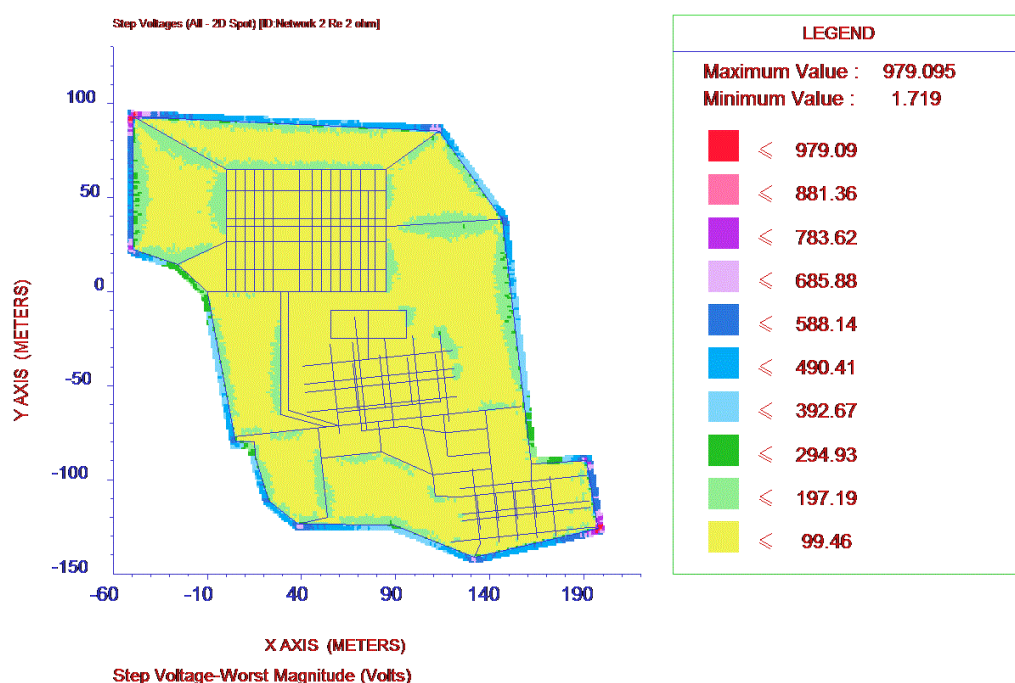 Step Voltages (All - 2D Spot) [ID:Network 2 Re 2 ohm]
LEGEND
Maximum Value : 979.095
Minimum Value : 1.719
≤ 979.09
≤ 881.36
≤ 783.62
≤ 685.88
≤ 588.14
≤ 490.41
≤ 392.67
≤ 294.93
≤ 197.19
≤ 99.46
100
50
0
-50
-100
-150
Y AXIS (METERS)
-60 -10 40 90 140 190
X AXIS (METERS)
Step Voltage-Worst Magnitude (Volts)